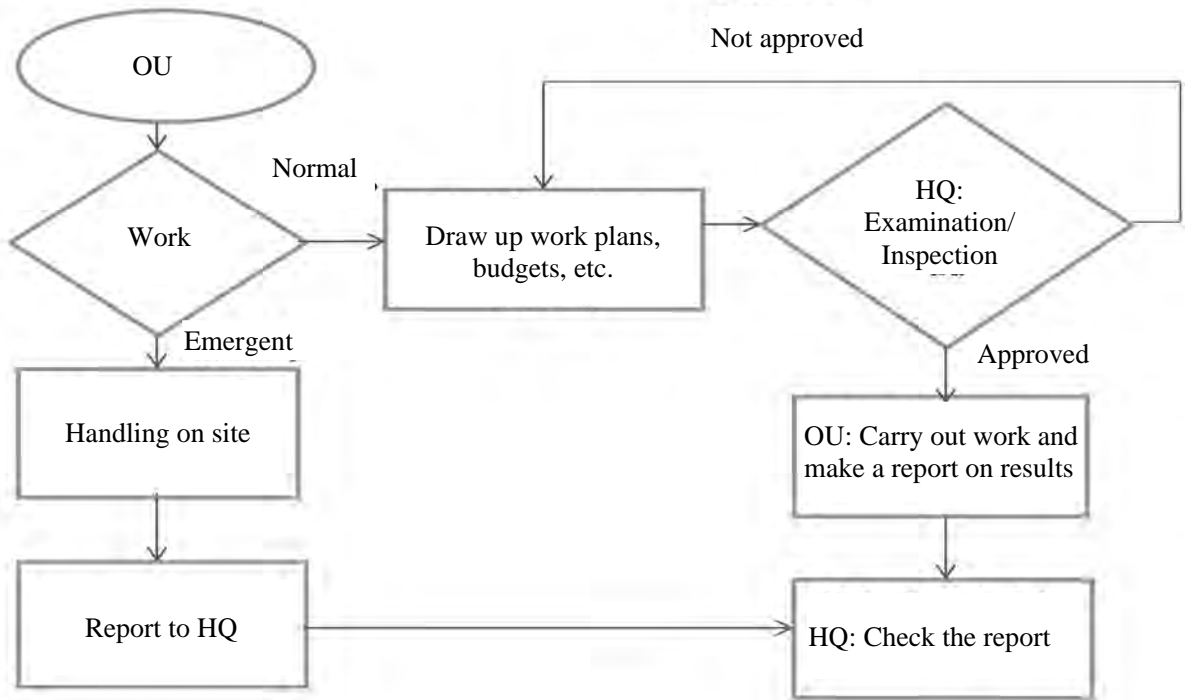 OU
Not approved
Normal
Work
Draw up work plans,
budgets, etc.
HQ:
Examination/
Inspection
Emergent
Approved
Handling on site
OU: Carry out work and
make a report on results
Report to HQ
HQ: Check the report